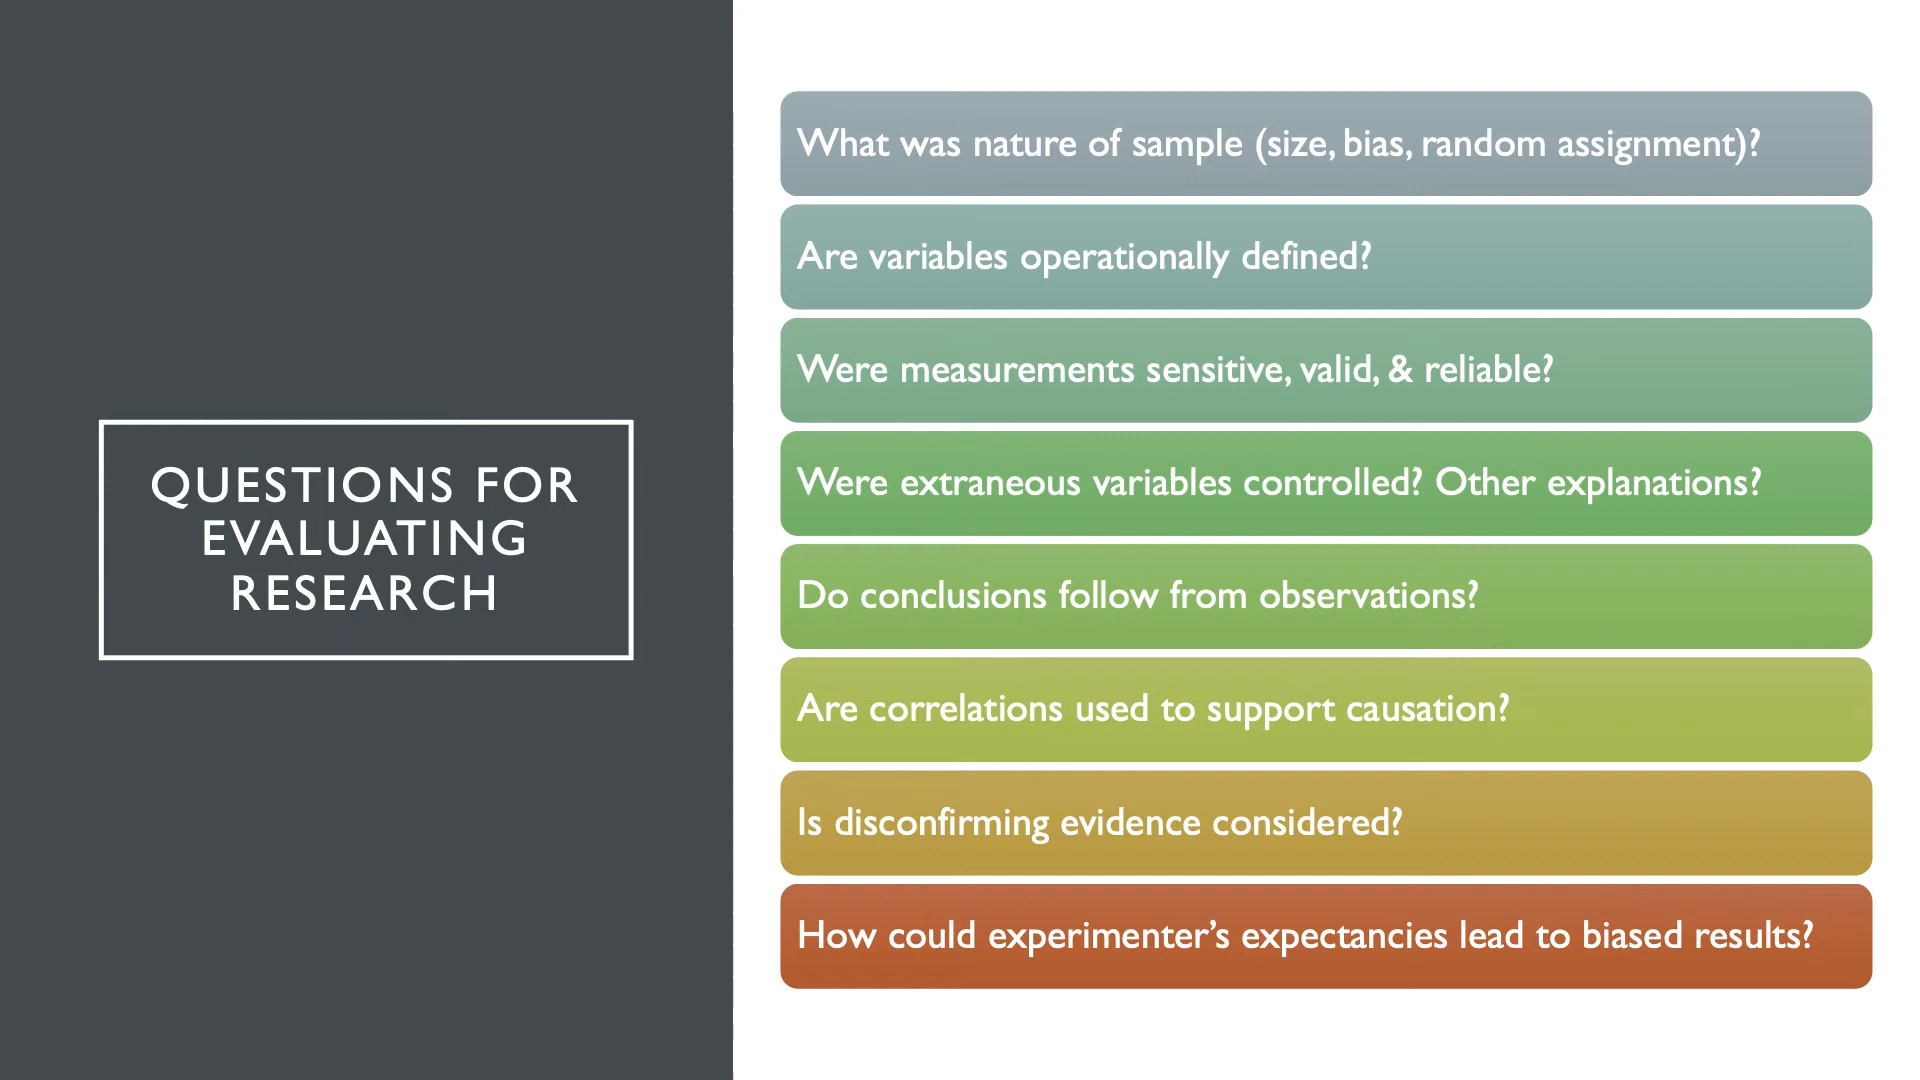 QUESTIONS FOR
EVALUATING
RESEARCH
What was nature of sample (size, bias, random assignment)?
Are variables operationally defined?
Were measurements sensitive, valid, & reliable?
Were extraneous variables controlled? Other explanations?
Do conclusions follow from observations?
Are correlations used to support causation?
Is disconfirming evidence considered?
How could experimenter’s expectancies lead to biased results?